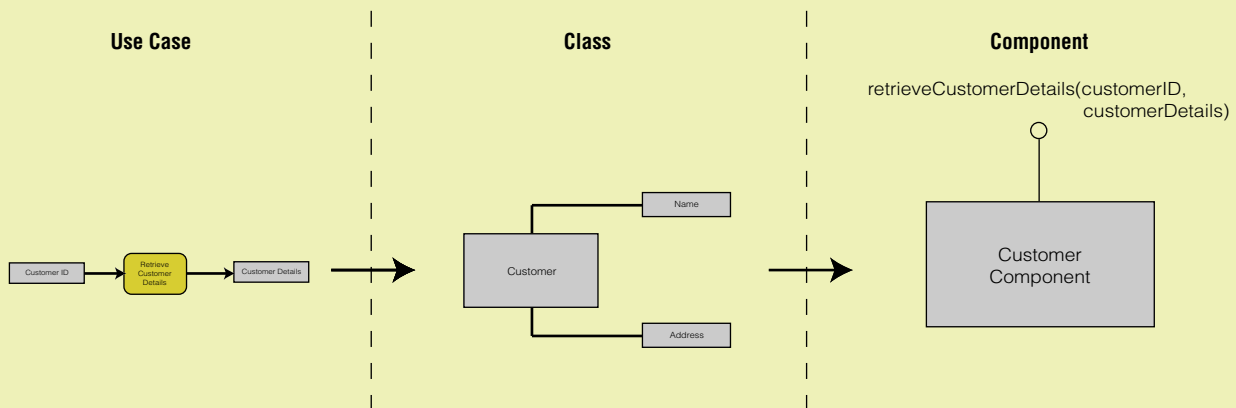 Use Case
Customer ID
Retrieve
Customer
Details
Customer Details
Class
Name
Customer
Address
Component
retrieveCustomerDetails(customerID,
customerDetails)
Customer
Component